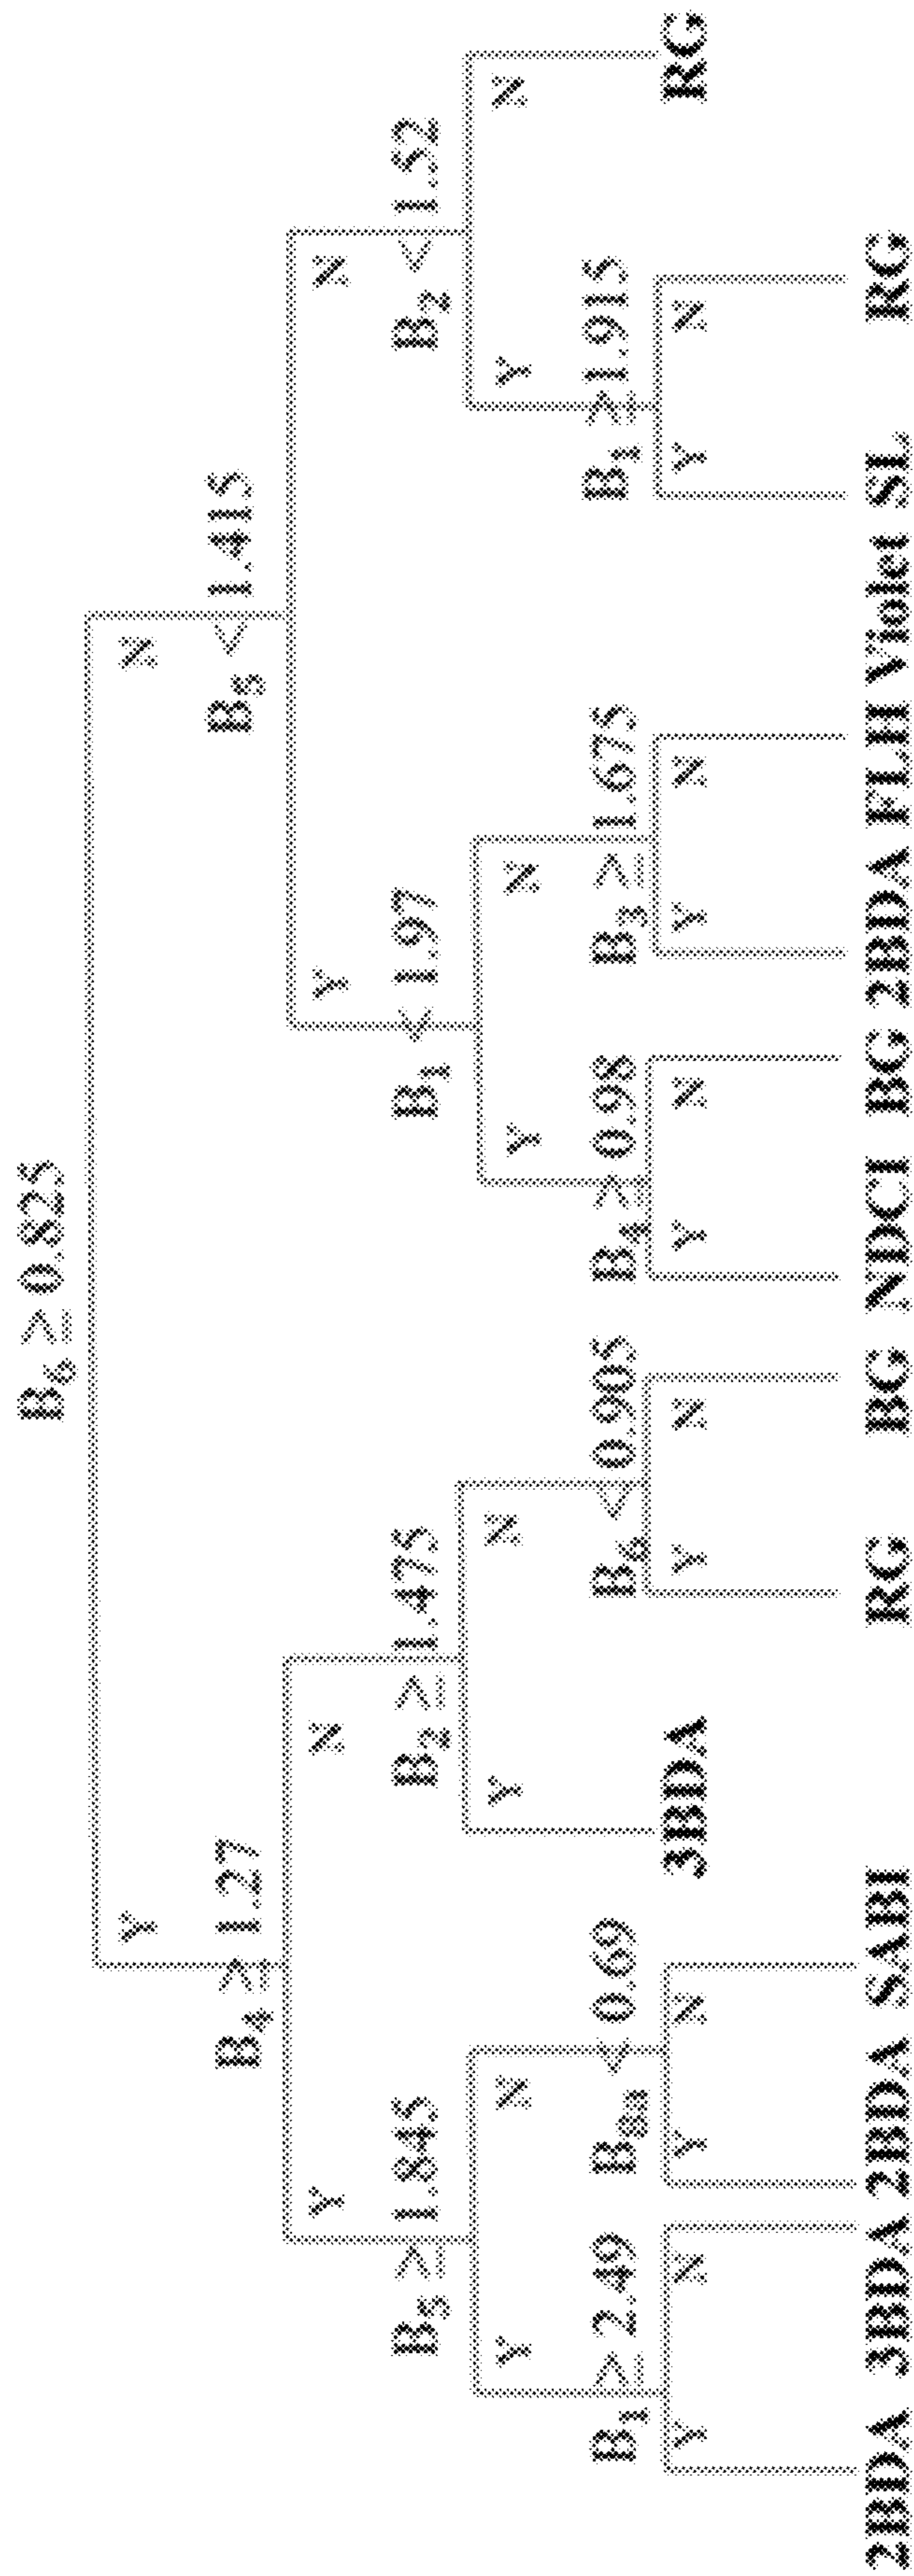 B6 ≥ 0.825
Y
N
B4 ≥ 1.27
B5 < 1.415
Y
N
Y
N
B5 ≥ 1.845
B2 ≥ 1.475
B1 < 1.97
B2 < 1.52
Y
N
Y
N
Y
N
Y
N
B1 ≥ 2.49
B8a < 0.69
3BDA
B6 < 0.905
B4 ≥ 0.98
B3 ≥ 1.675
B1 ≥ 1.915
RG
Y
N
Y
N
Y
N
Y
N
Y
N
Y
N
2BDA 3BDA 2BDA SABI RG BG NDCI BG 2BDA FLH Violet SL RG